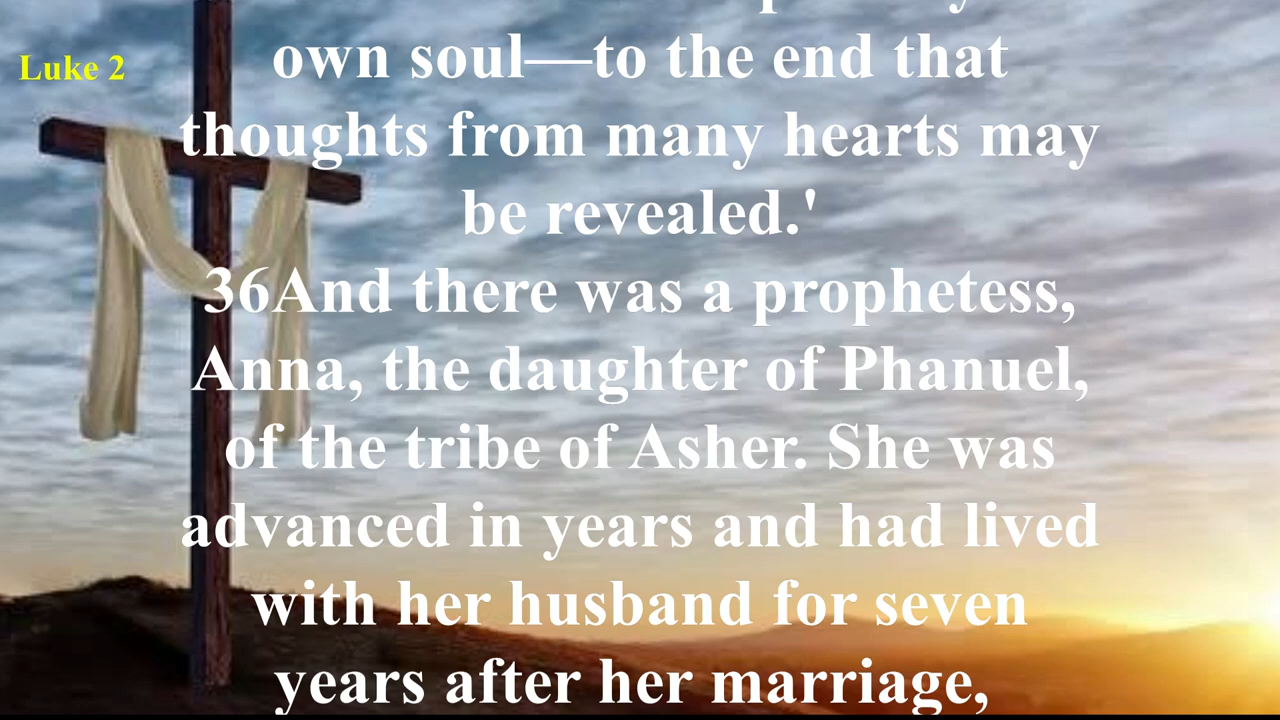 Luke 2
own soul—to the end that
thoughts from many hearts may
be revealed.'
36And there was a prophetess,
Anna, the daughter of Phanuel,
of the tribe of Asher. She was
advanced in years and had lived
with her husband for seven
years after her marriage,